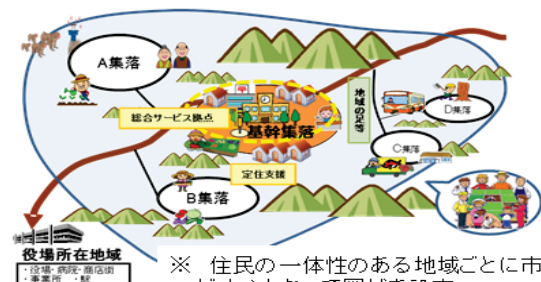 A集落
総合サービス拠点
基幹集落
地域の足等
D集落
C集落
定住支援
B集落
役場所在地域
・役場・病院・商店街
・事業所 ・駅
※ 住民の一体性のある地域ごとに市